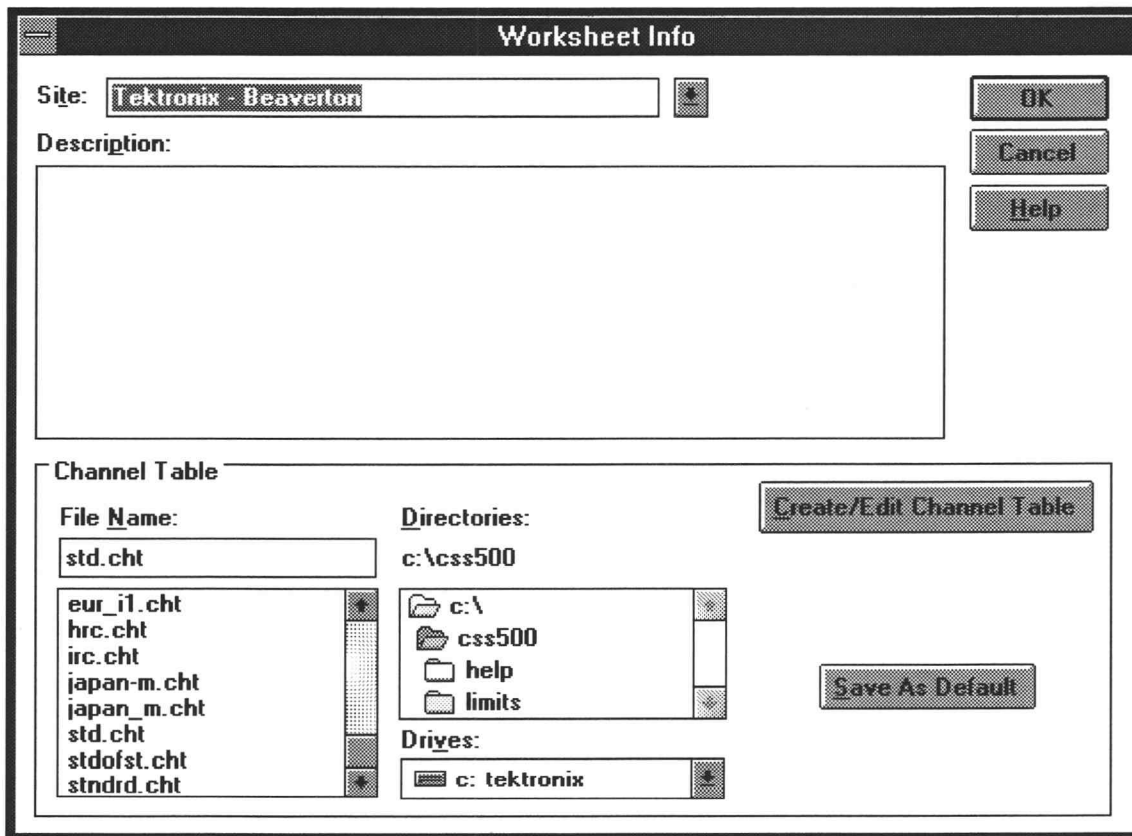 Worksheet Info
Site: Tektronix - Beaverton
OK
Description:
Cancel
Help
Channel Table
File Name:
std.cht
eur_i1.cht
hrc.cht
irc.cht
japan-m.cht
japan_m.cht
std.cht
stdofst.cht
stndrd.cht
Directories:
c:\css500
c:\
css500
help
limits
Drives:
c: tektronix
Create/Edit Channel Table
Save As Default